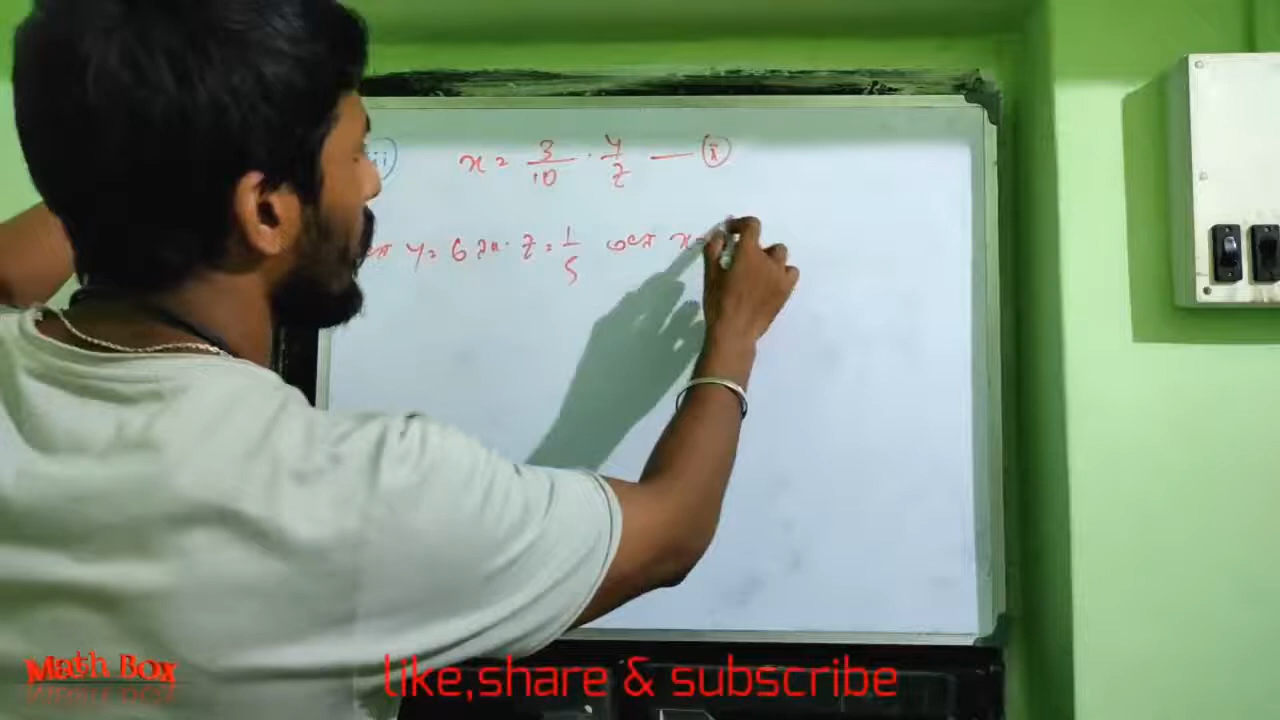 x = 3/10 · y/z — (i)
y = 6 হয় z = 1/5 তবে x =
Math Box
like,share & subscribe